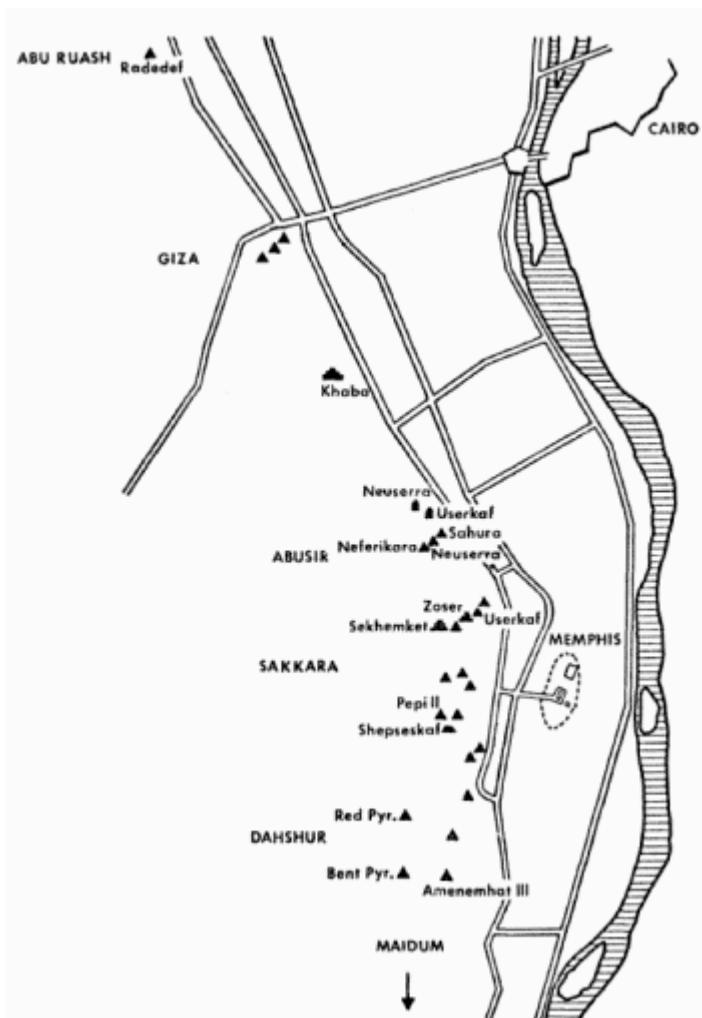 ABU RUASH
Radedef
CAIRO
GIZA
Khaba
Neuserra
Userkaf
Sahura
Neferikara
Neuserra
ABUSIR
Zoser
Userkaf
Sekhemket
MEMPHIS
SAKKARA
Pepi II
Shepseskaf
Red Pyr.
DAHSHUR
Bent Pyr.
Amenemhat III
MAIDUM